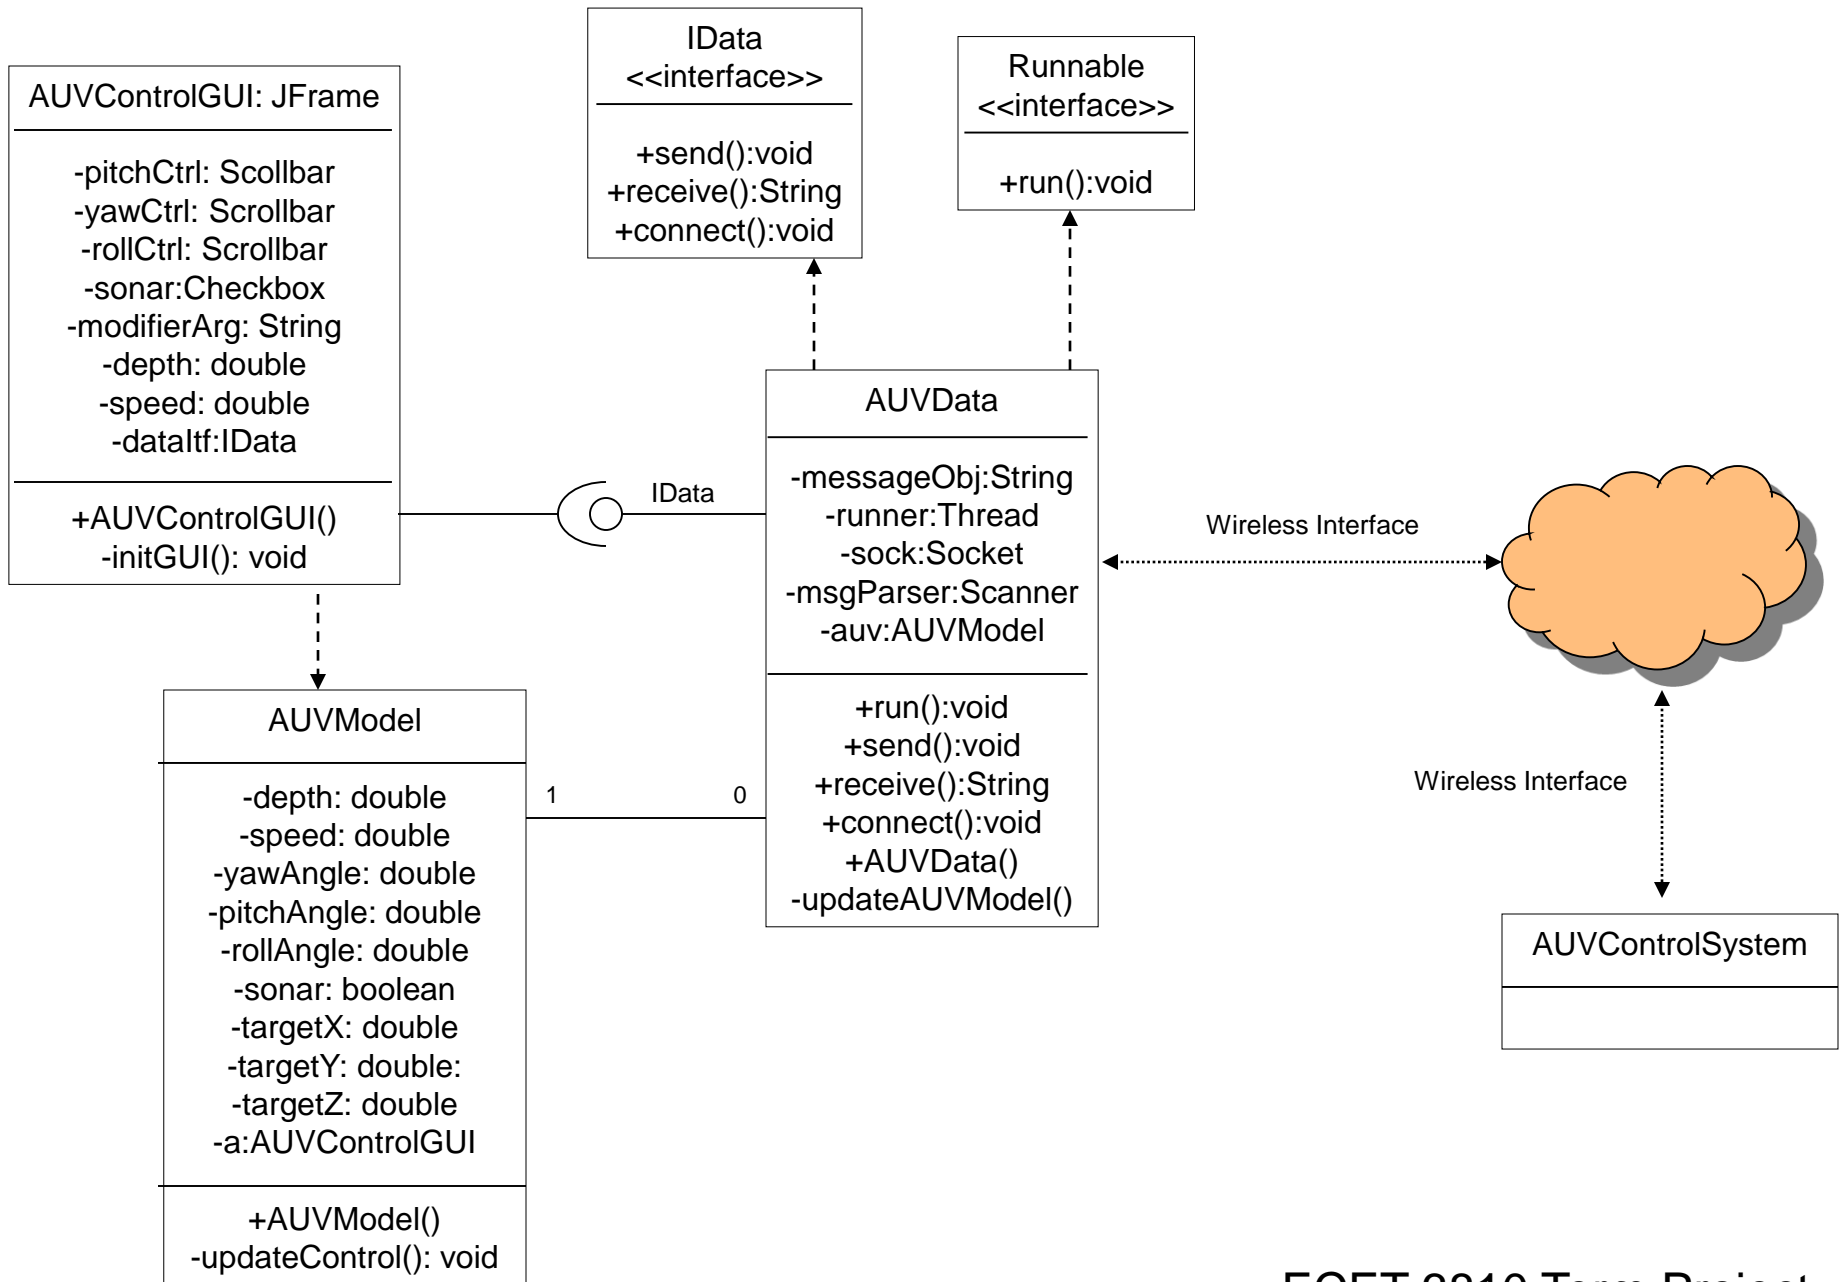 AUVControlGUI: JFrame
-pitchCtrl: Scollbar
-yawCtrl: Scrollbar
-rollCtrl: Scrollbar
-sonar:Checkbox
-modifierArg: String
-depth: double
-speed: double
-dataItf:IData
+AUVControlGUI()
-initGUI(): void
IData
<<interface>>
+send():void
+receive():String
+connect():void
Runnable
<<interface>>
+run():void
IData
AUVData
-messageObj:String
-runner:Thread
-sock:Socket
-msgParser:Scanner
-auv:AUVModel
+run():void
+send():void
+receive():String
+connect():void
+AUVData()
-updateAUVModel()
Wireless Interface
Wireless Interface
AUVControlSystem
AUVModel
-depth: double
-speed: double
-yawAngle: double
-pitchAngle: double
-rollAngle: double
-sonar: boolean
-targetX: double
-targetY: double:
-targetZ: double
-a:AUVControlGUI
+AUVModel()
-updateControl(): void
1
0
Term Project